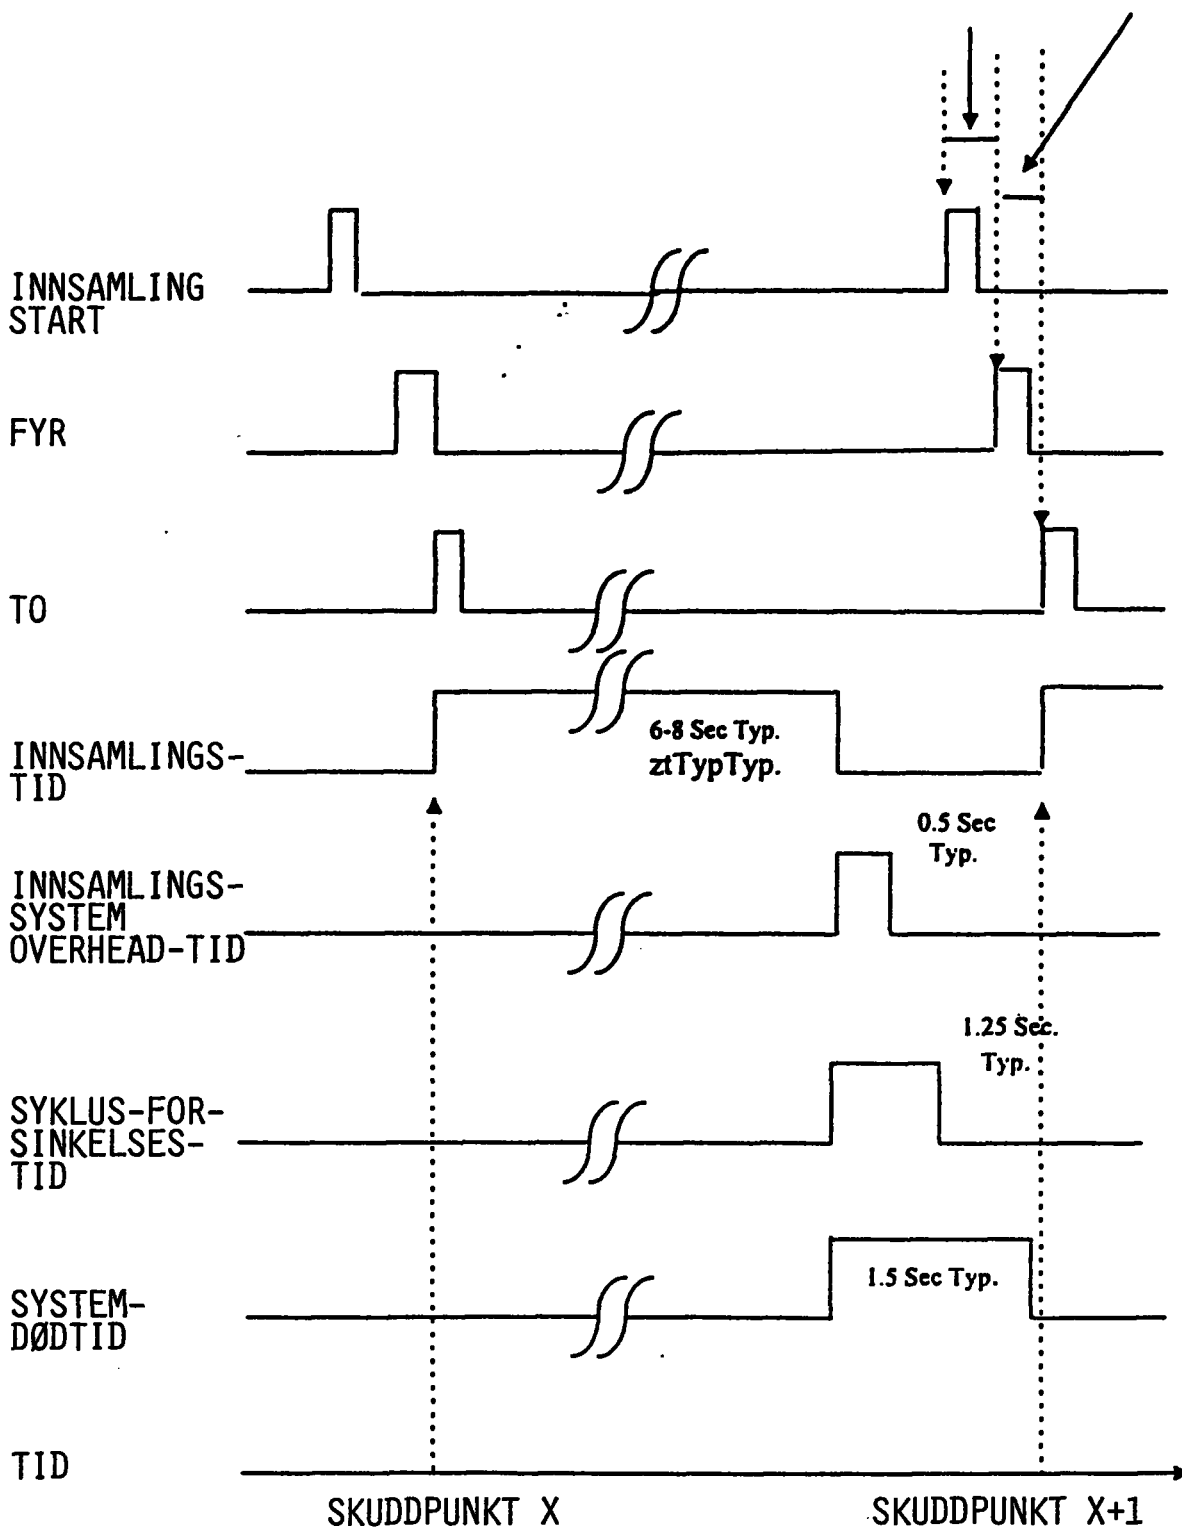 INNSAMLING
START
FYR
TO
6-8 Sec Typ.
ztTypTyp.
INNSAMLINGS-
TID
0.5 Sec
Typ.
INNSAMLINGS-
SYSTEM
OVERHEAD-TID
1.25 Sec.
Typ.
SYKLUS-FOR-
SINKELSES-
TID
1.5 Sec Typ.
SYSTEM-
DØDTID
TID
SKUDDPUNKT X
SKUDDPUNKT X+1